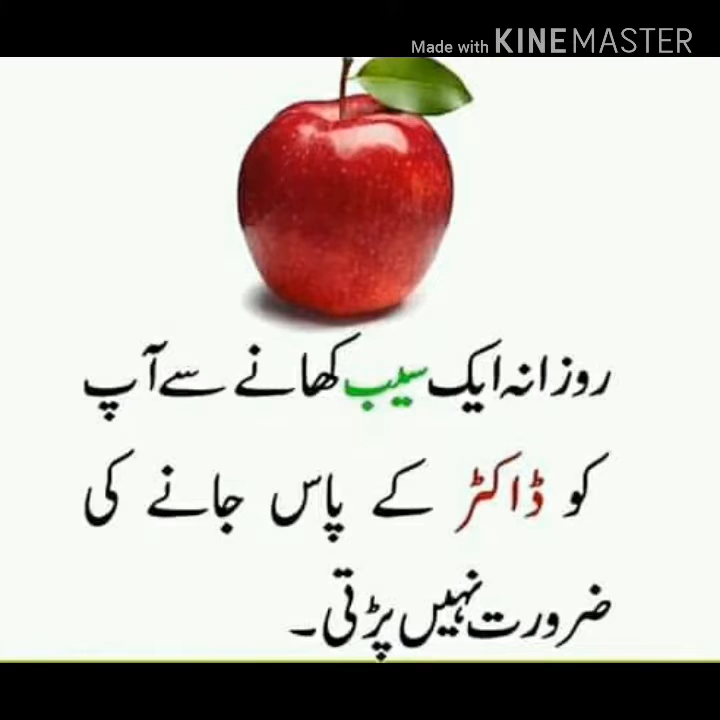 Made with KINEMASTER
روزانہ ایک سیب کھانے سے آپ
کو ڈاکٹر کے پاس جانے کی
ضرورت نہیں پڑتی۔